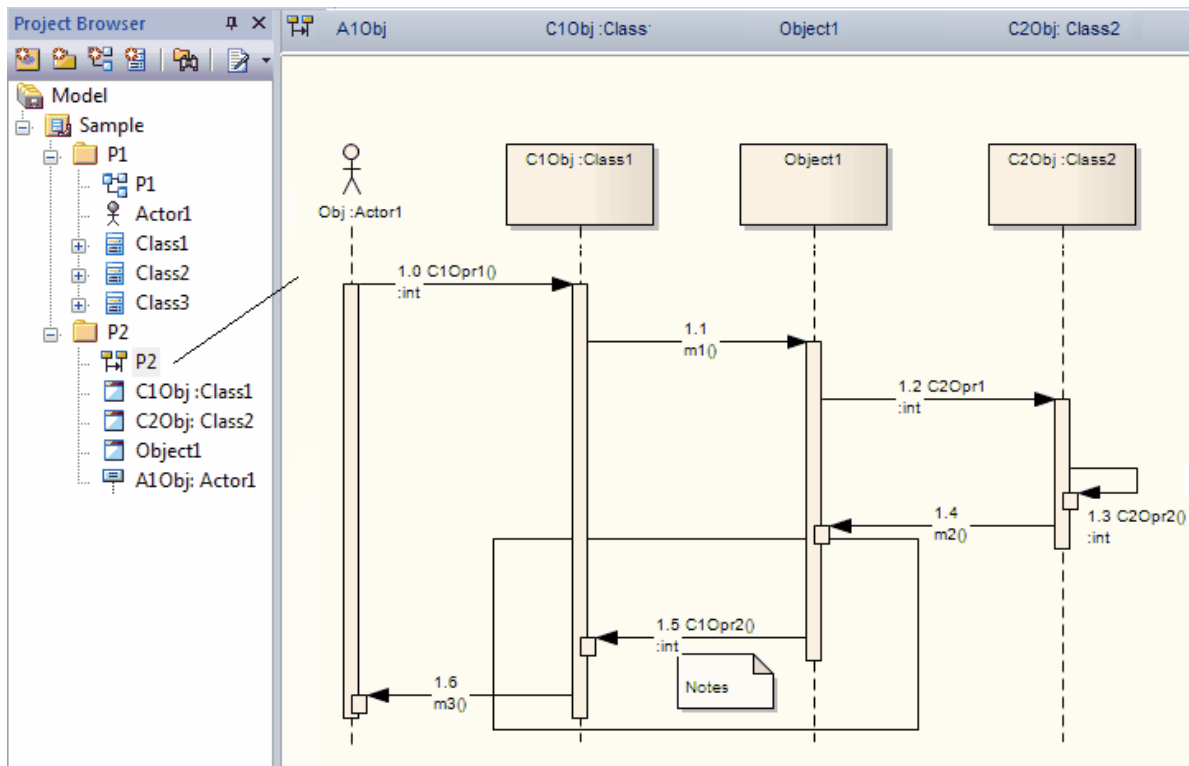 Project Browser
A1Obj
C1Obj :Class
Object1
C2Obj: Class2
Model
Sample
P1
P1
Actor1
Class1
Class2
Class3
P2
P2
C1Obj :Class1
C2Obj: Class2
Object1
A1Obj: Actor1
Obj :Actor1
C1Obj :Class1
Object1
C2Obj :Class2
1.0 C1Opr1()
:int
1.1
m1()
1.2 C2Opr1
:int
1.3 C2Opr2()
:int
1.4
m2()
1.5 C1Opr2()
:int
Notes
1.6
m3()